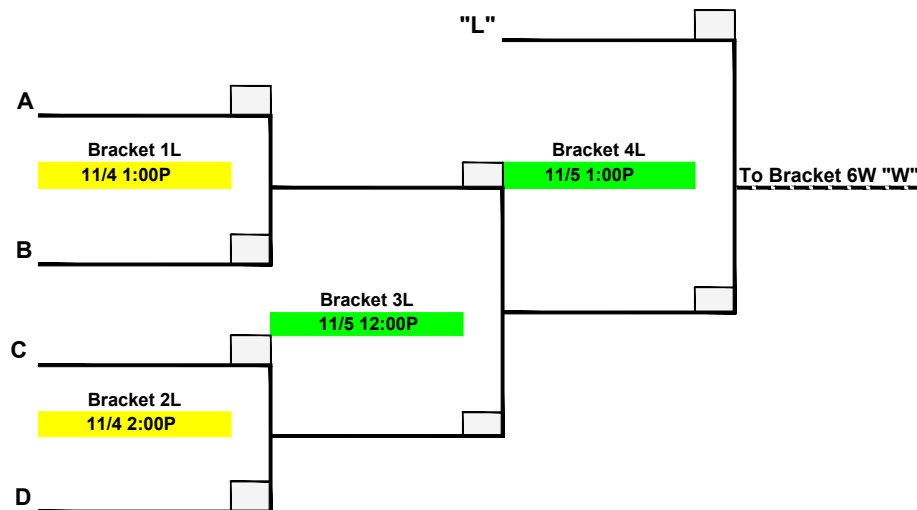 "L"
A
Bracket 1L
11/4 1:00P
Bracket 4L
11/5 1:00P
To Bracket 6W "W"
B
Bracket 3L
11/5 12:00P
C
Bracket 2L
11/4 2:00P
D